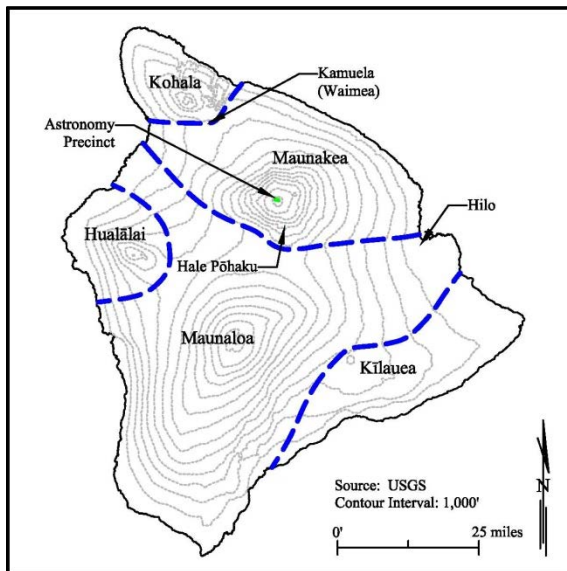 Kohala
Kamuela
(Waimea)
Astronomy
Precinct
Maunakea
Hilo
Hualālai
Hale Pōhaku
Maunaloa
Kīlauea
Source: USGS
Contour Interval: 1,000'
N
0'
25 miles